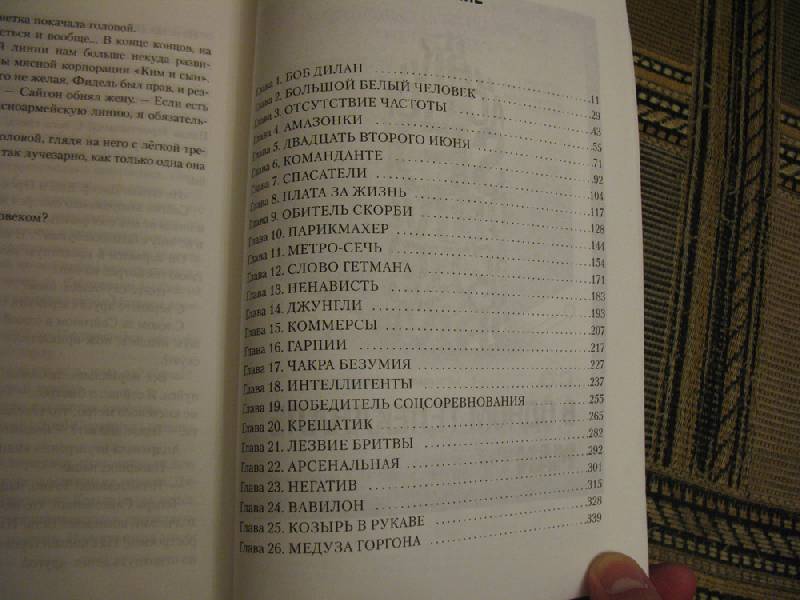 ветка покачала головой.
еться и вообще... В конце концов, на
й линии нам больше некуда разви-
ы мясной корпорации «Ким и сын».
го не желая. Фидель был прав, и рез-
— Сайгон обнял жену. — Если есть
сноармейскую линию, я обязатель-
оловой, глядя на него с лёгкой тре-
так лучезарно, как только одна она
овеком?
Глава 1. БОБ ДИЛАН 11
Глава 2. БОЛЬШОЙ БЕЛЫЙ ЧЕЛОВЕК 29
Глава 3. ОТСУТСТВИЕ ЧАСТОТЫ 43
Глава 4. АМАЗОНКИ 55
Глава 5. ДВАДЦАТЬ ВТОРОГО ИЮНЯ 71
Глава 6. КОМАНДАНТЕ 92
Глава 7. СПАСАТЕЛИ 104
Глава 8. ПЛАТА ЗА ЖИЗНЬ 117
Глава 9. ОБИТЕЛЬ СКОРБИ 128
Глава 10. ПАРИКМАХЕР 144
Глава 11. МЕТРО-СЕЧЬ 154
Глава 12. СЛОВО ГЕТМАНА 171
Глава 13. НЕНАВИСТЬ 183
Глава 14. ДЖУНГЛИ 193
Глава 15. КОММЕРСЫ 207
Глава 16. ГАРПИИ 217
Глава 17. ЧАКРА БЕЗУМИЯ 227
Глава 18. ИНТЕЛЛИГЕНТЫ 237
Глава 19. ПОБЕДИТЕЛЬ СОЦСОРЕВНОВАНИЯ 255
Глава 20. КРЕЩАТИК 265
Глава 21. ЛЕЗВИЕ БРИТВЫ 282
Глава 22. АРСЕНАЛЬНАЯ 292
Глава 23. НЕГАТИВ 301
Глава 24. ВАВИЛОН 315
Глава 25. КОЗЫРЬ В РУКАВЕ 328
Глава 26. МЕДУЗА ГОРГОНА 339